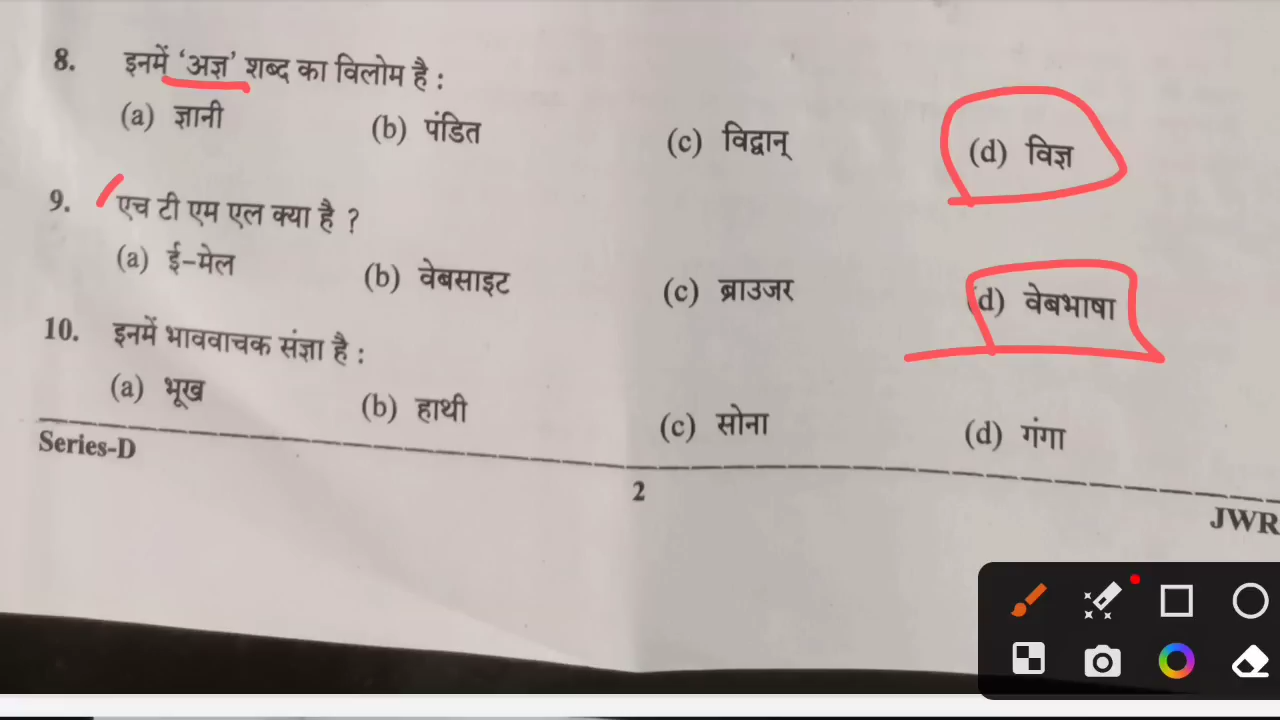 8. इनमें ‘अज्ञ’ शब्द का विलोम है :
(a) ज्ञानी (b) पंडित (c) विद्वान् (d) विज्ञ
9. एच टी एम एल क्या है ?
(a) ई-मेल (b) वेबसाइट (c) ब्राउजर (d) वेबभाषा
10. इनमें भाववाचक संज्ञा है :
(a) भूख (b) हाथी (c) सोना (d) गंगा
Series-D 2 JWR